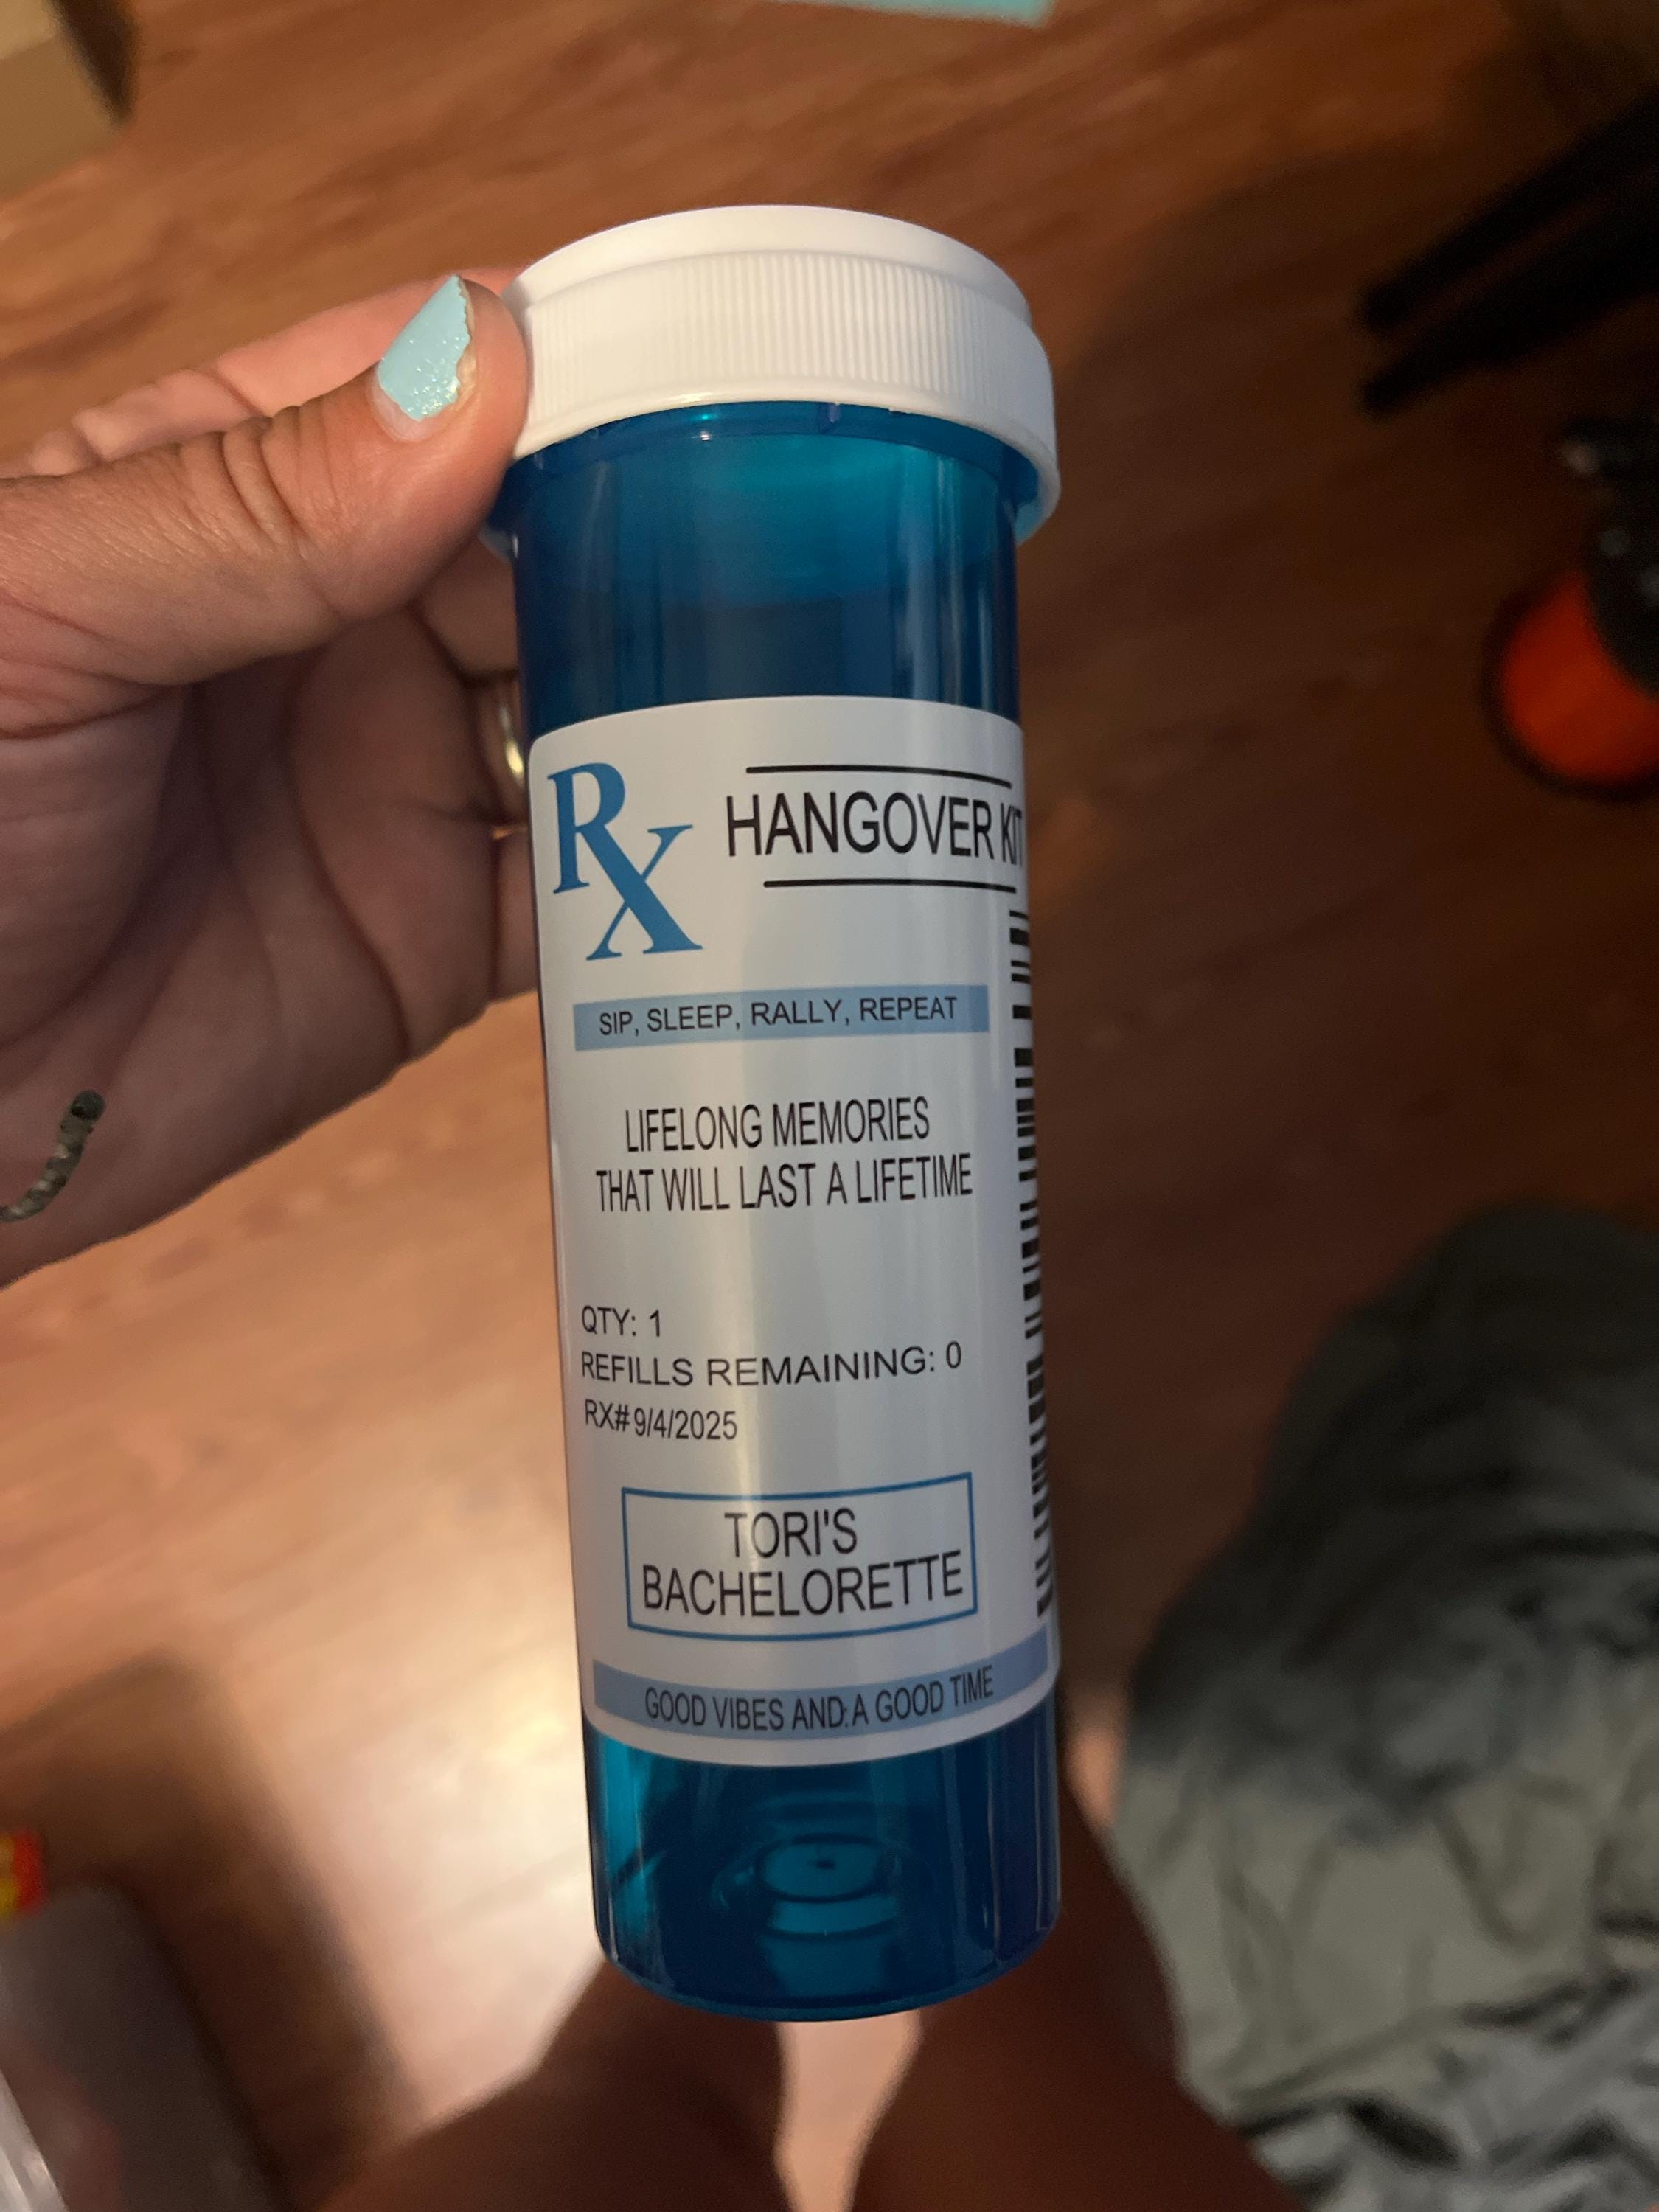 Rx HANGOVER KIT
SIP, SLEEP, RALLY, REPEAT
LIFELONG MEMORIES
THAT WILL LAST A LIFETIME
QTY: 1
REFILLS REMAINING: 0
RX# 9/4/2025
TORI'S
BACHELORETTE
GOOD VIBES AND A GOOD TIME